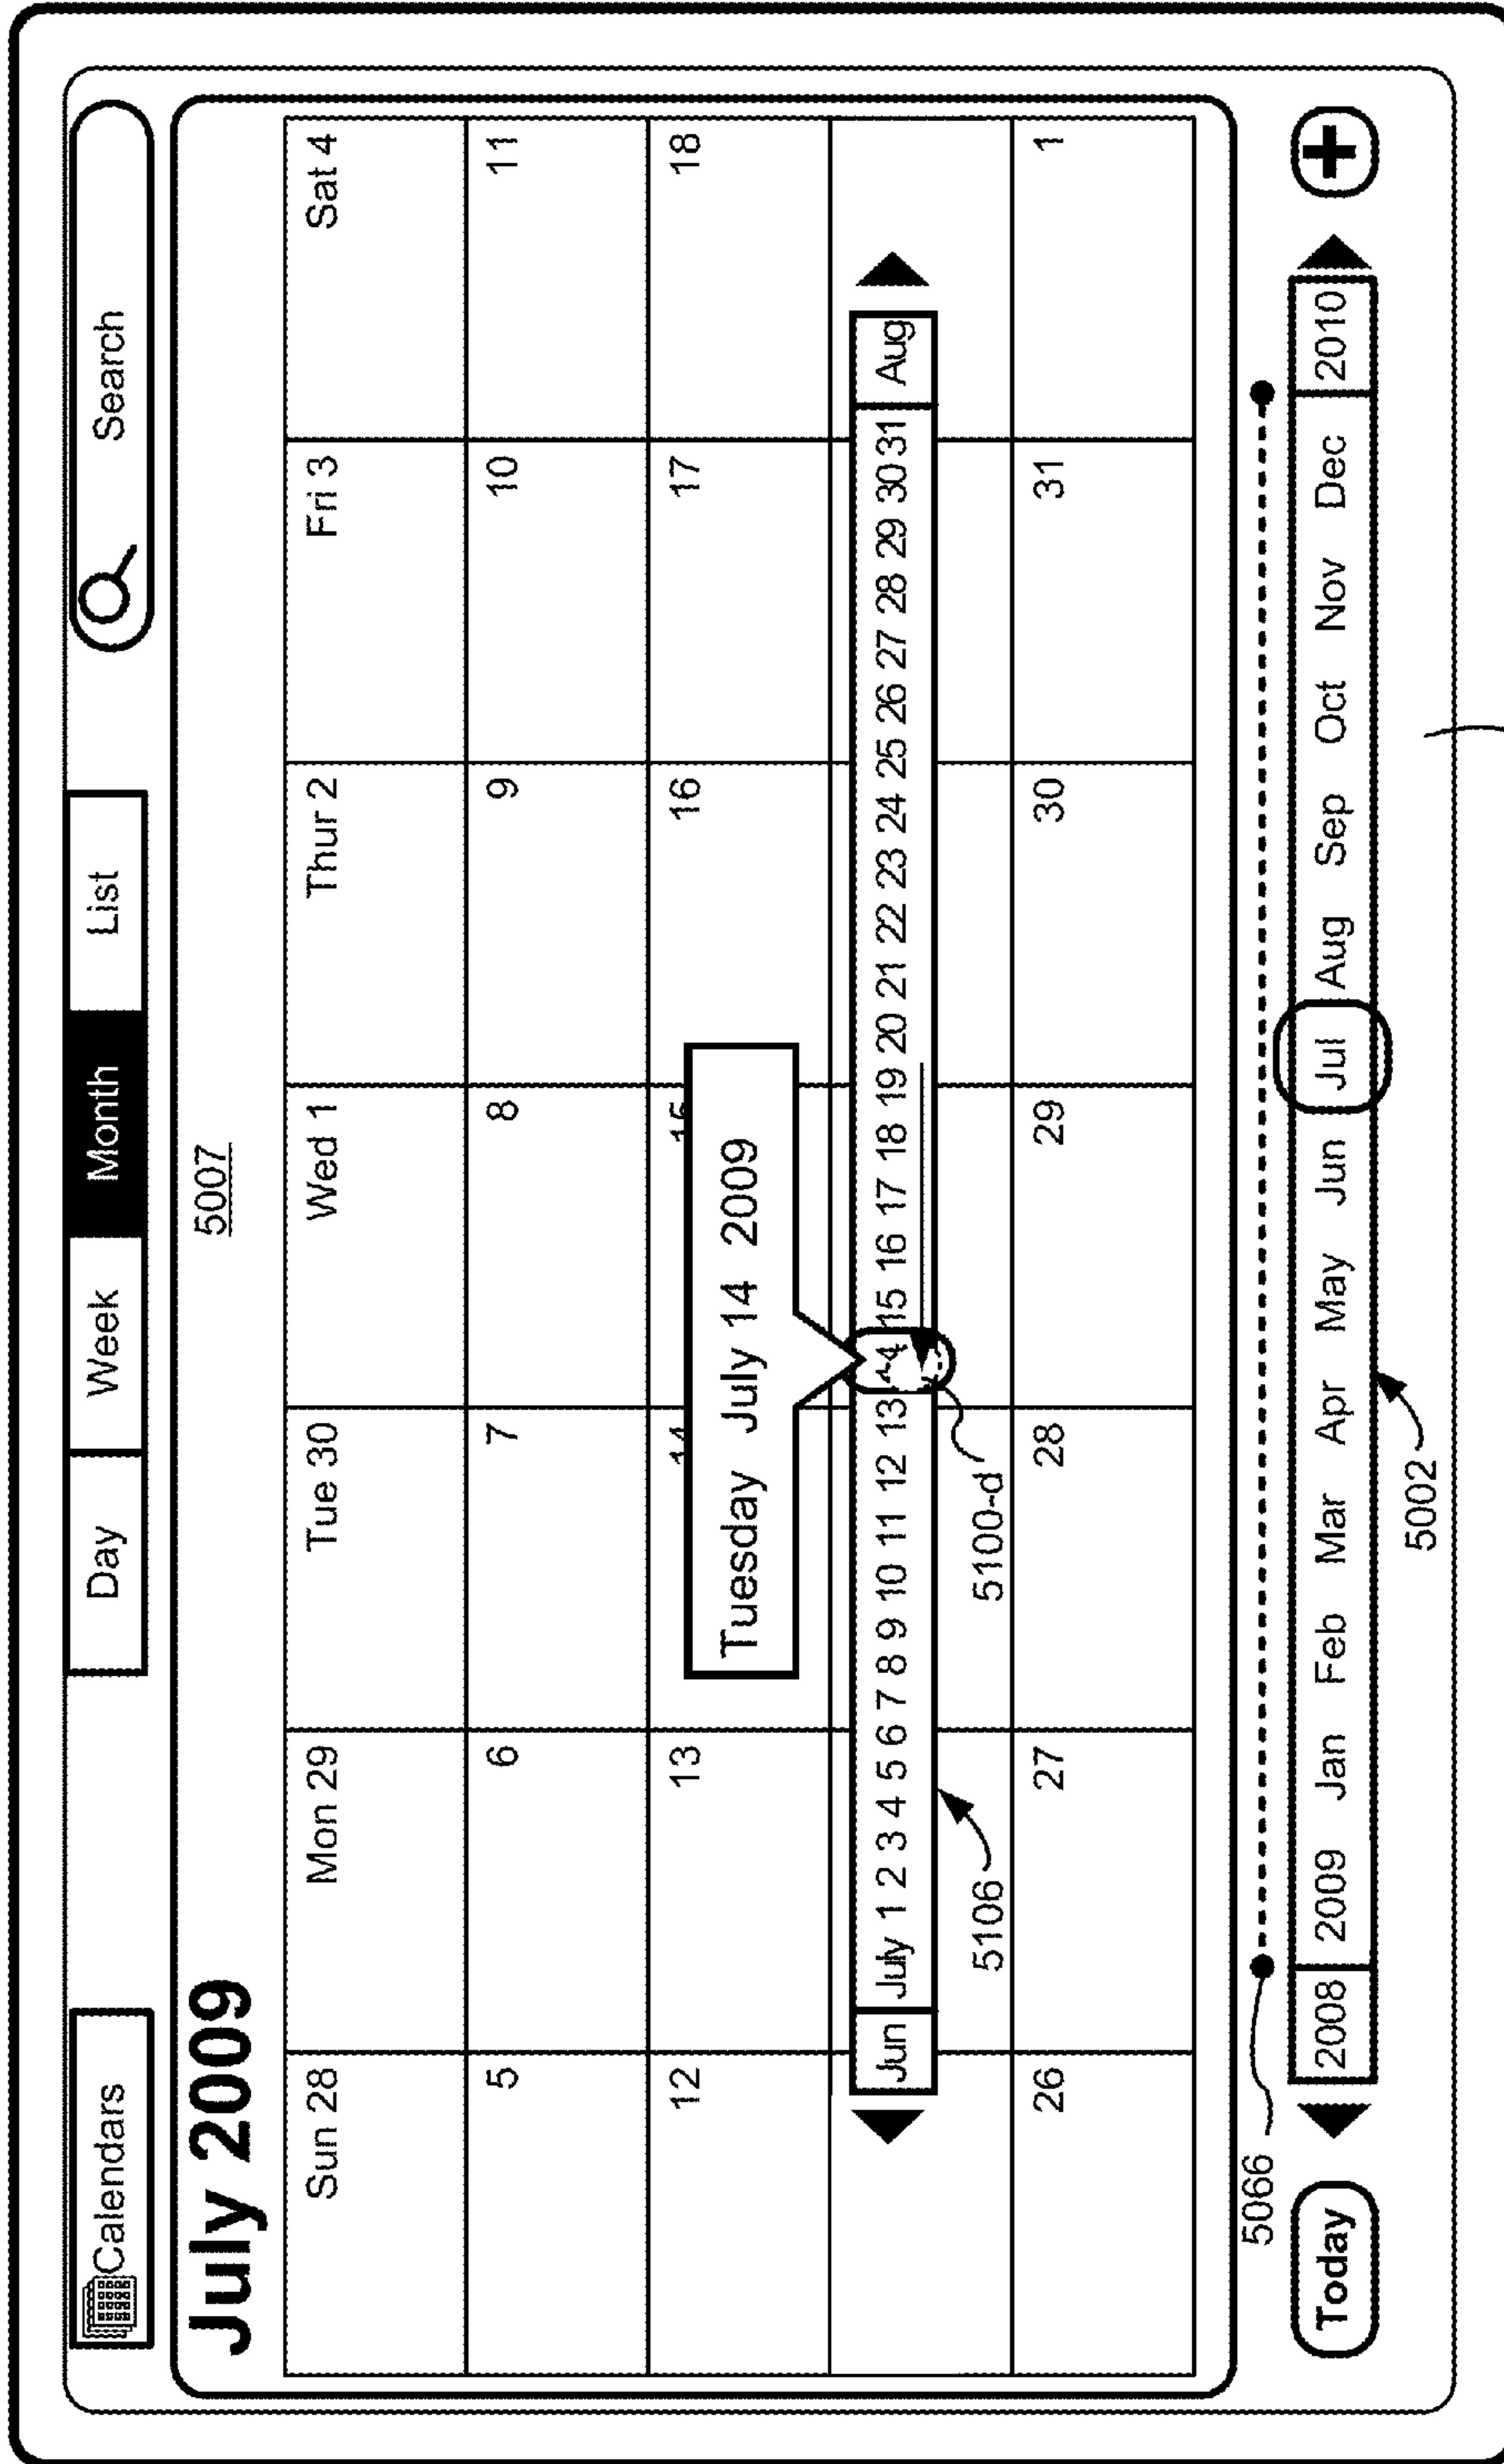 Calendars Day Week Month List Search
July 2009 5007
Sun 28 Mon 29 Tue 30 Wed 1 Thur 2 Fri 3 Sat 4
5 6 7 8 9 10 11
12 13 14 15 16 17 18
Tuesday July 14 2009
Jun July 1 2 3 4 5 6 7 8 9 10 11 12 13 15 16 17 18 19 20 21 22 23 24 25 26 27 28 29 30 31 Aug
5106 5100-d
26 27 28 29 30 31 1
5066
Today 2008 2009 Jan Feb Mar Apr May Jun Jul Aug Sep Oct Nov Dec 2010 +
5002